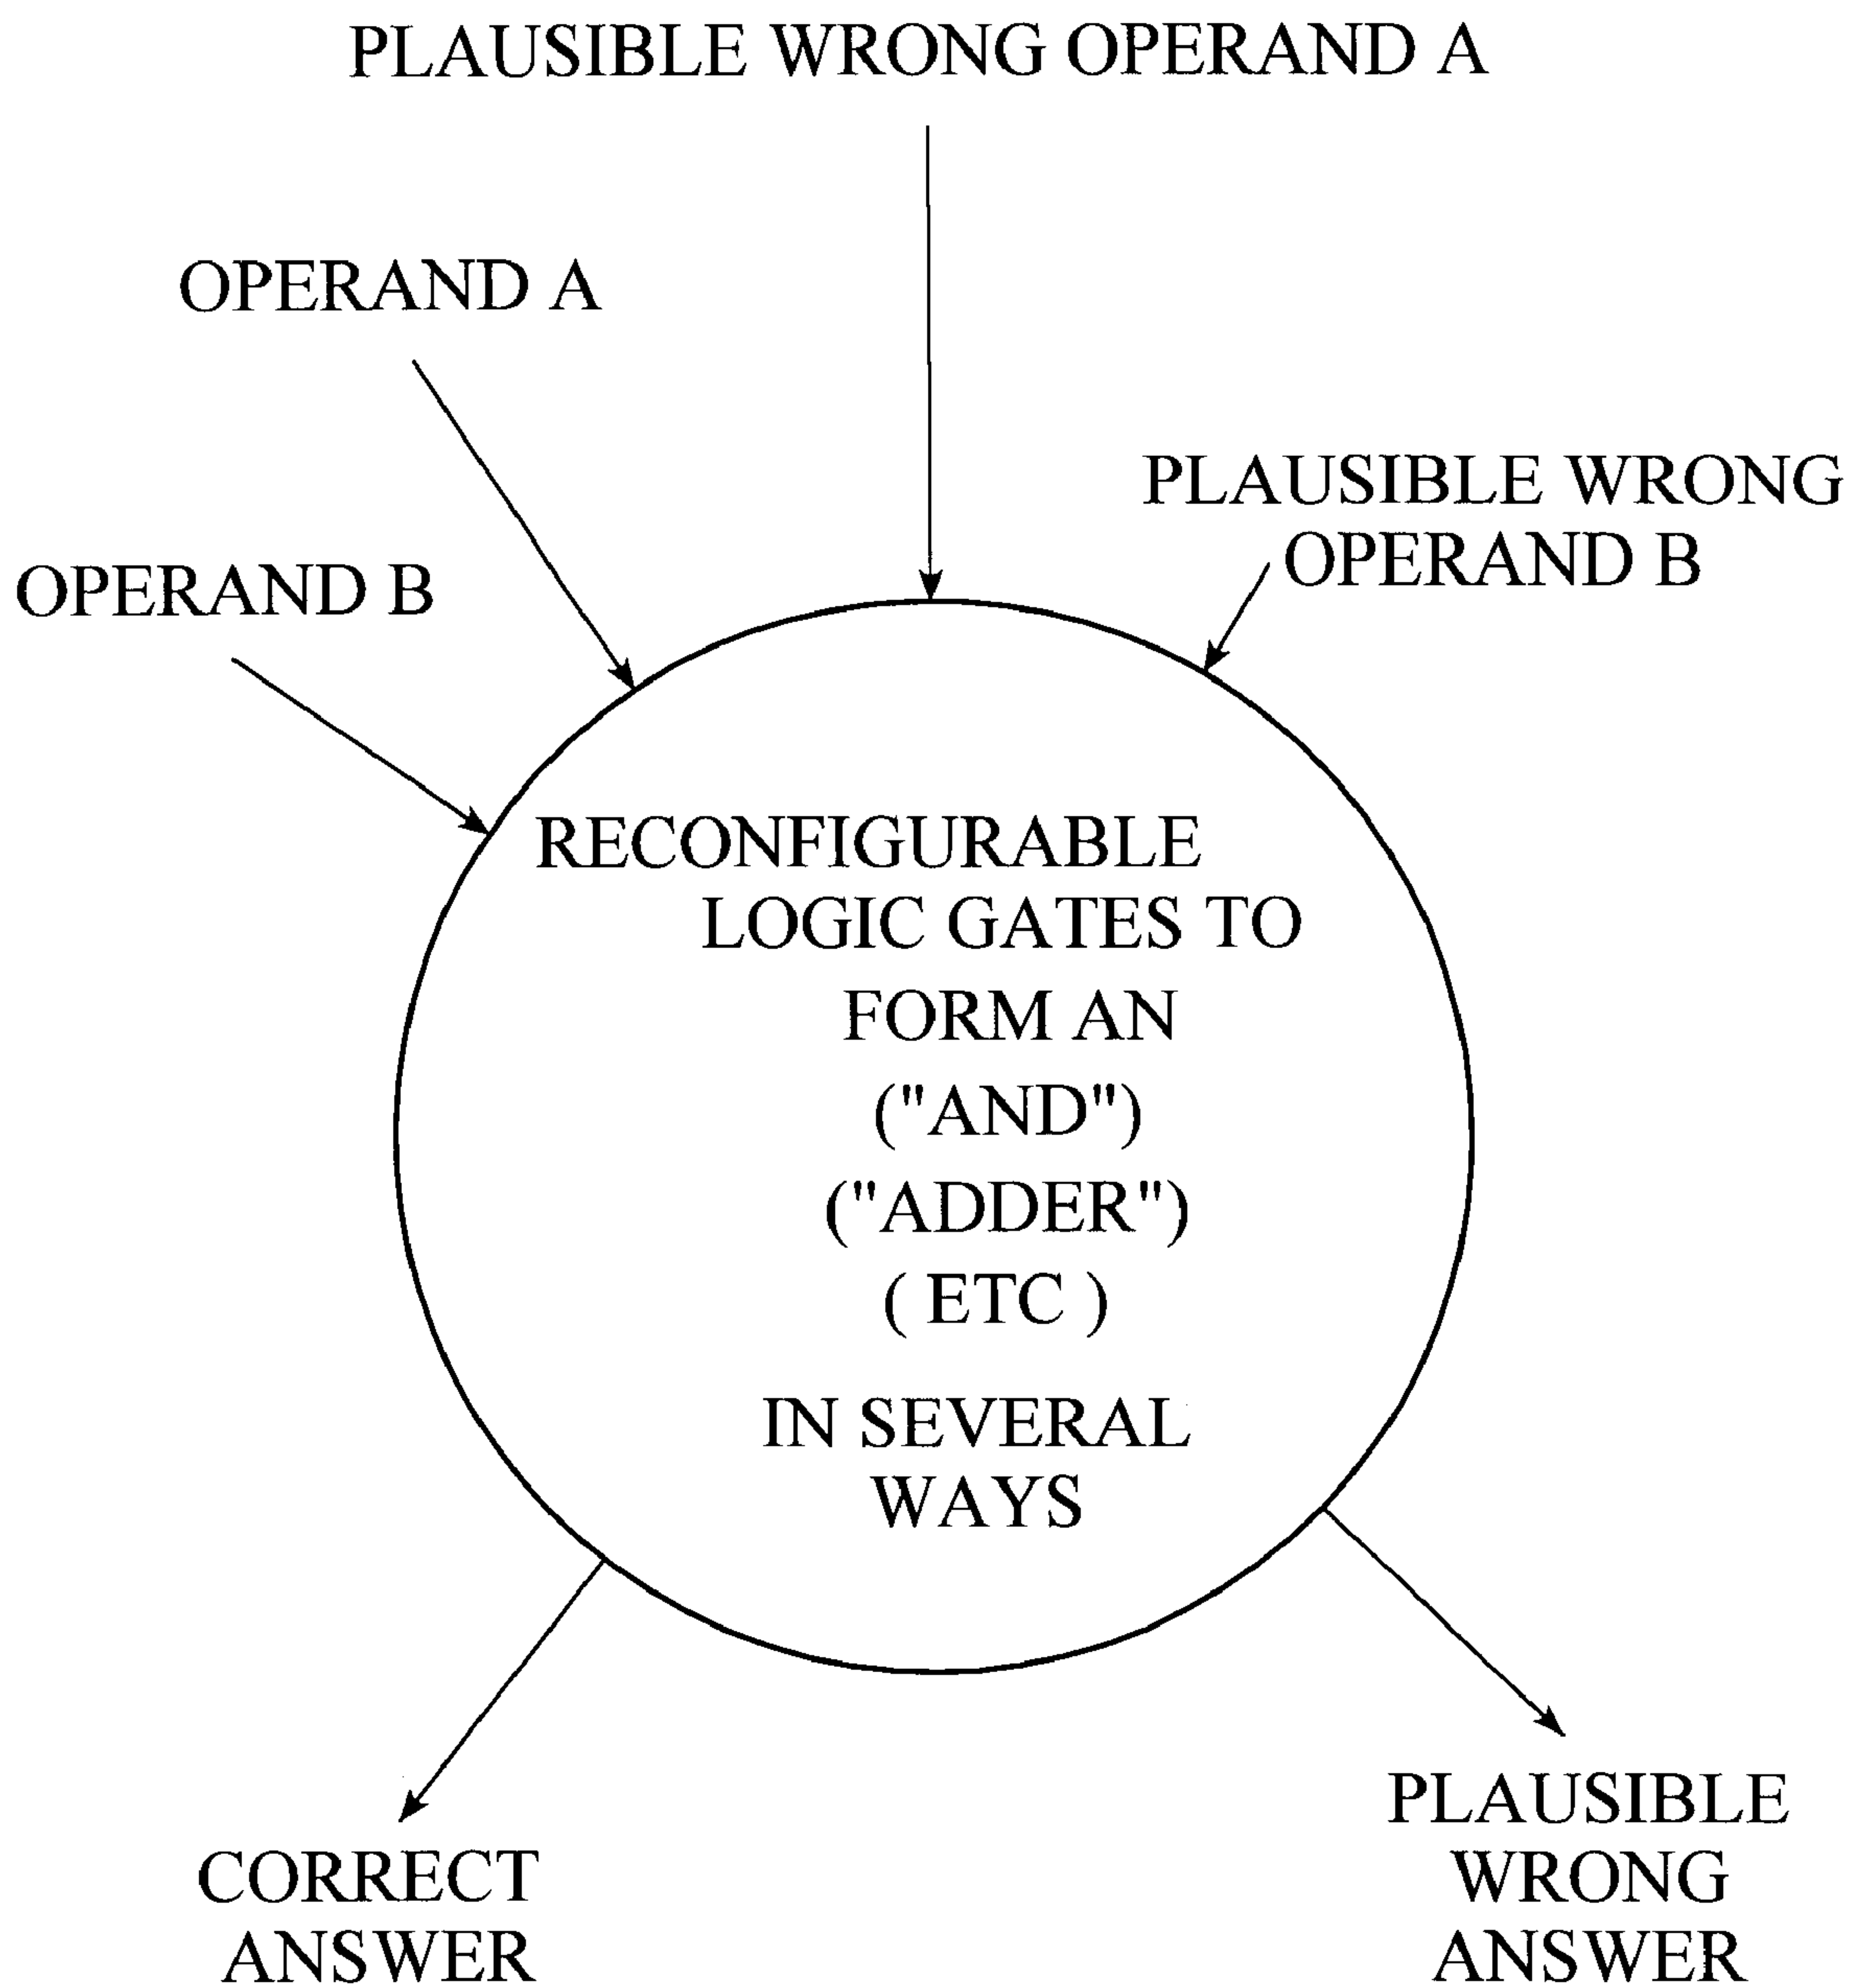 PLAUSIBLE WRONG OPERAND A
OPERAND A
PLAUSIBLE WRONG
OPERAND B
OPERAND B
RECONFIGURABLE
LOGIC GATES TO
FORM AN
("AND")
("ADDER")
( ETC )
IN SEVERAL
WAYS
CORRECT
ANSWER
PLAUSIBLE
WRONG
ANSWER